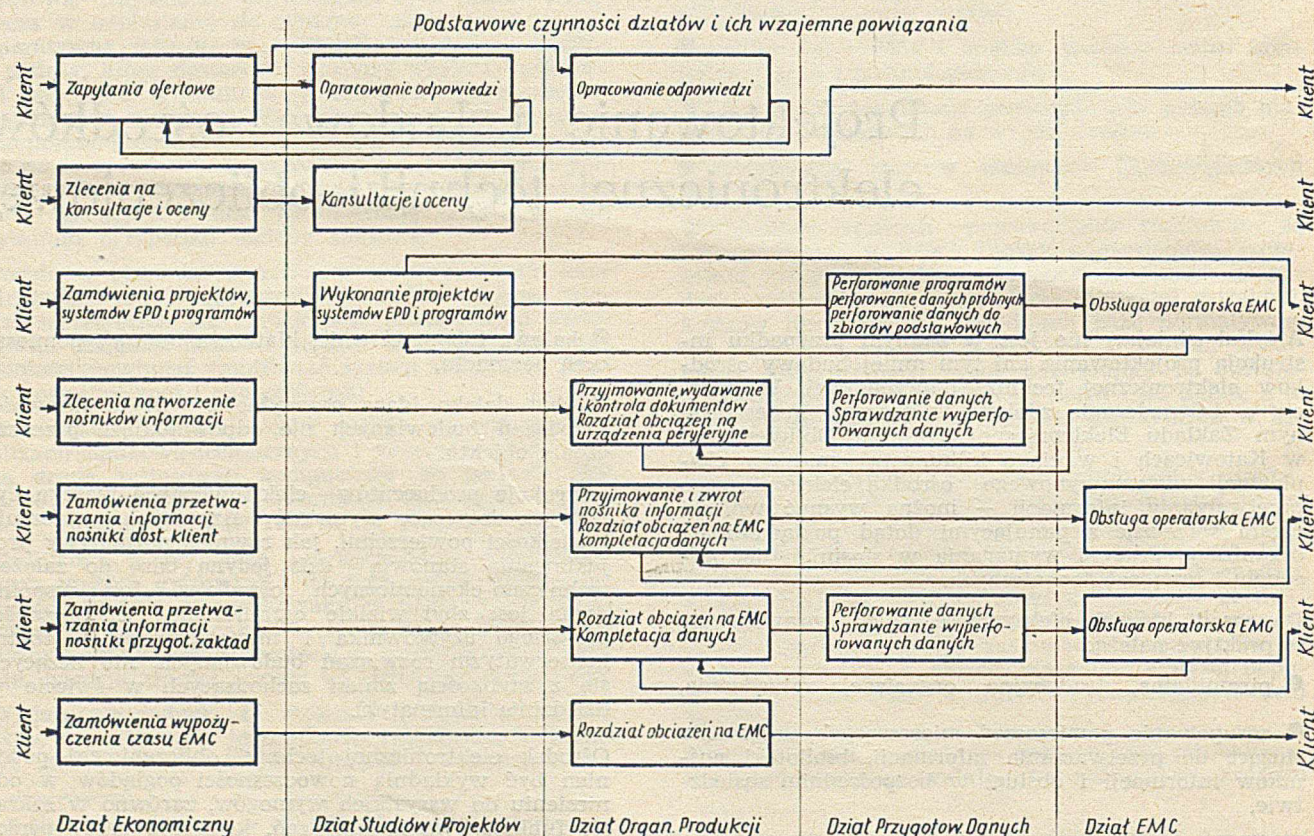 Podstawowe czynności działów i ich wzajemne powiązania
Klient
Zapytania ofertowe
Opracowanie odpowiedzi
Opracowanie odpowiedzi
Klient
Klient
Zlecenia na
konsultacje i oceny
Konsultacje i oceny
Klient
Klient
Zamówienia projektów,
systemów EPD i programów
Wykonanie projektów
systemów EPD i programów
Perforowanie programów
perforowanie danych próbnych
perforowanie danych do
zbiorów podstawowych
Obsługa operatorska EMC
Klient
Klient
Zlecenia na tworzenie
nośników informacji
Przyjmowanie, wydawanie
i kontrola dokumentów
Rozdział obciążeń na
urządzenia peryferyjne
Perforowanie danych
Sprawdzanie wyperfo-
rowanych danych
Klient
Klient
Zamówienia przetwa-
rzania informacji
nośniki dost. klient
Przyjmowanie i zwrot
nośnika informacji
Rozdział obciążeń na EMC
kompletacja danych
Obsługa operatorska EMC
Klient
Klient
Zamówienia przetwa-
rzania informacji
nośniki przygot. zakład
Rozdział obciążeń na EMC
Kompletacja danych
Perforowanie danych
Sprawdzanie wyperfo-
rowanych danych
Obsługa operatorska EMC
Klient
Klient
Zamówienia wypoży-
czenia czasu EMC
Rozdział obciążeń na EMC
Klient
Dział Ekonomiczny
Dział Studiów i Projektów
Dział Organ. Produkcji
Dział Przygotow. Danych
Dział EMC